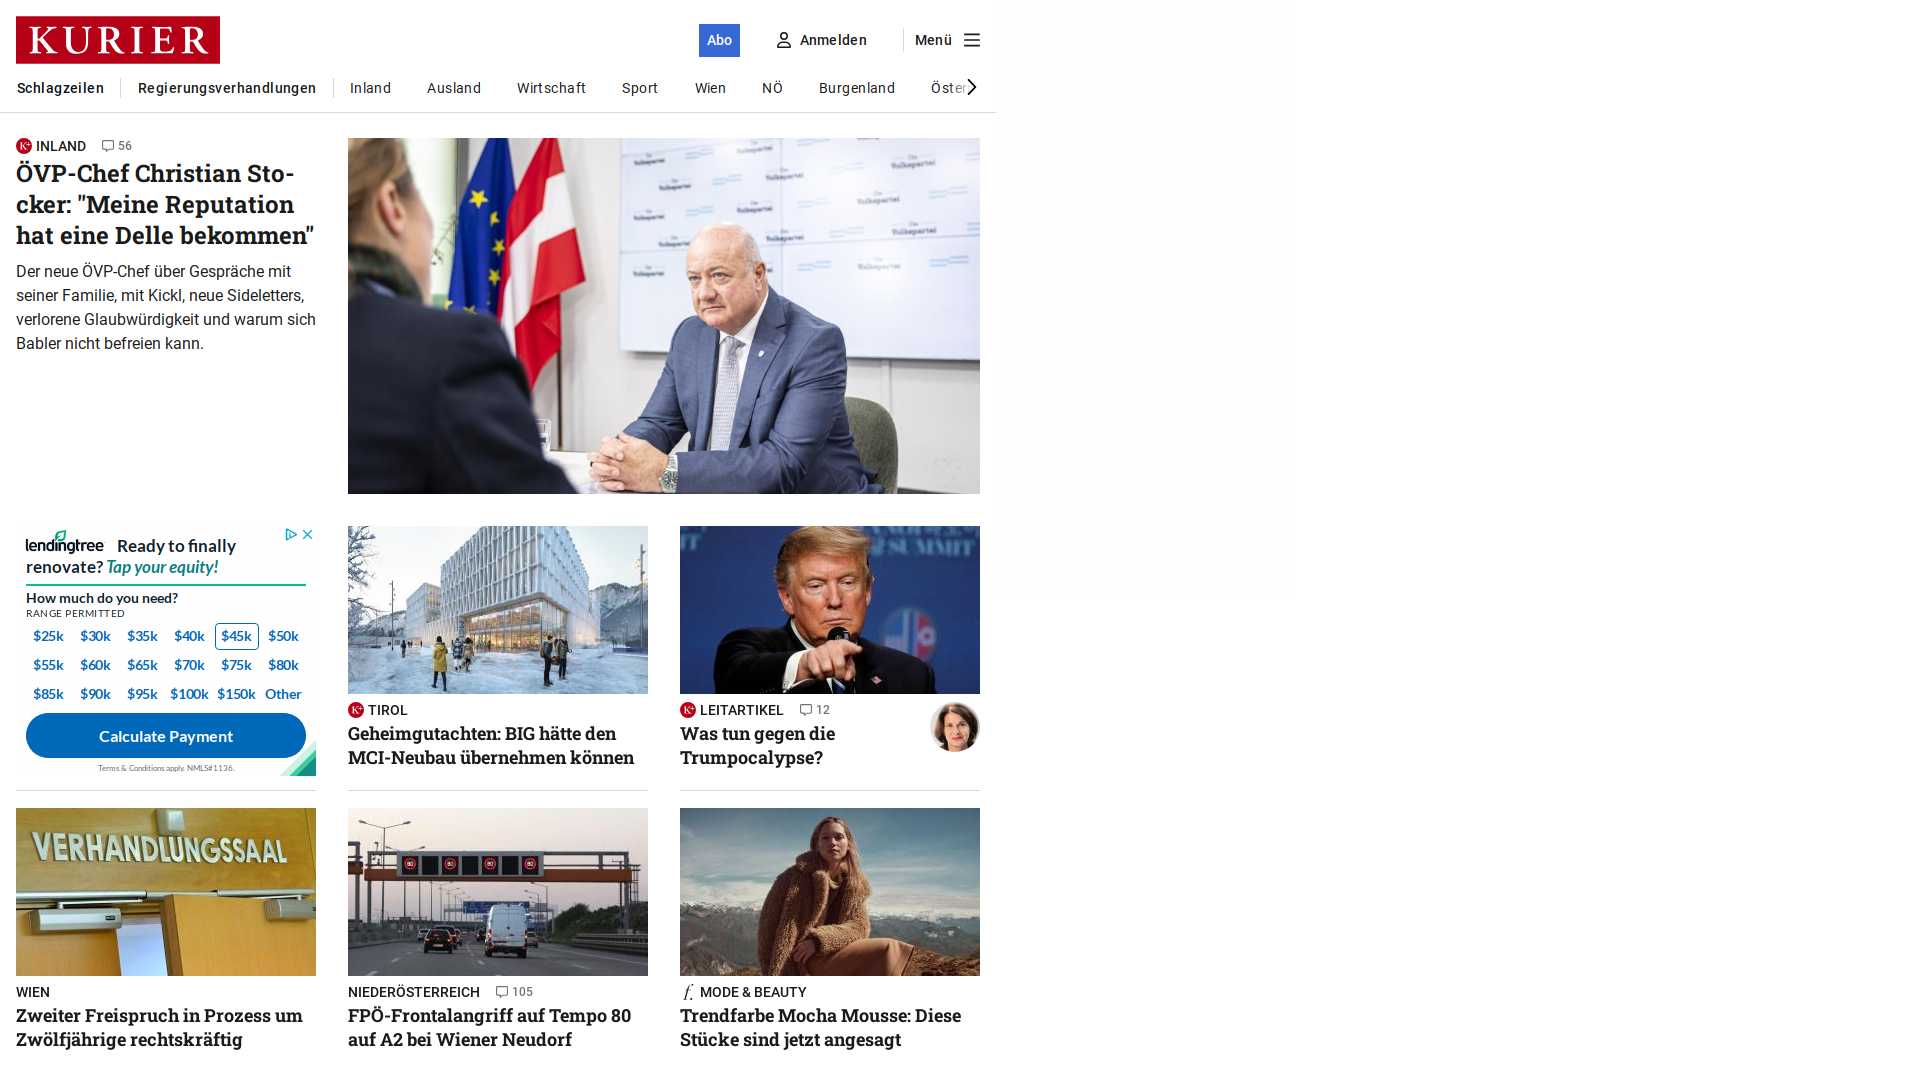 KURIER
Abo
Anmelden
Menü
Schlagzeilen
Regierungsverhandlungen
Inland
Ausland
Wirtschaft
Sport
Wien
NÖ
Burgenland
Öster
INLAND 56
ÖVP-Chef Christian Sto-
cker: "Meine Reputation
hat eine Delle bekommen"
Der neue ÖVP-Chef über Gespräche mit
seiner Familie, mit Kickl, neue Sideletters,
verlorene Glaubwürdigkeit und warum sich
Babler nicht befreien kann.
lendingtree Ready to finally
renovate? Tap your equity!
How much do you need?
RANGE PERMITTED
$25k $30k $35k $40k $45k $50k
$55k $60k $65k $70k $75k $80k
$85k $90k $95k $100k $150k Other
Calculate Payment
Terms & Conditions apply. NMLS#1136.
K+ TIROL
Geheimgutachten: BIG hätte den
MCI-Neubau übernehmen können
SUMMIT
K+ LEITARTIKEL 12
Was tun gegen die
Trumpocalypse?
VERHANDLUNGSSAAL
WIEN
Zweiter Freispruch in Prozess um
Zwölfjährige rechtskräftig
80 80 80 80
NIEDERÖSTERREICH 105
FPÖ-Frontalangriff auf Tempo 80
auf A2 bei Wiener Neudorf
f. MODE & BEAUTY
Trendfarbe Mocha Mousse: Diese
Stücke sind jetzt angesagt